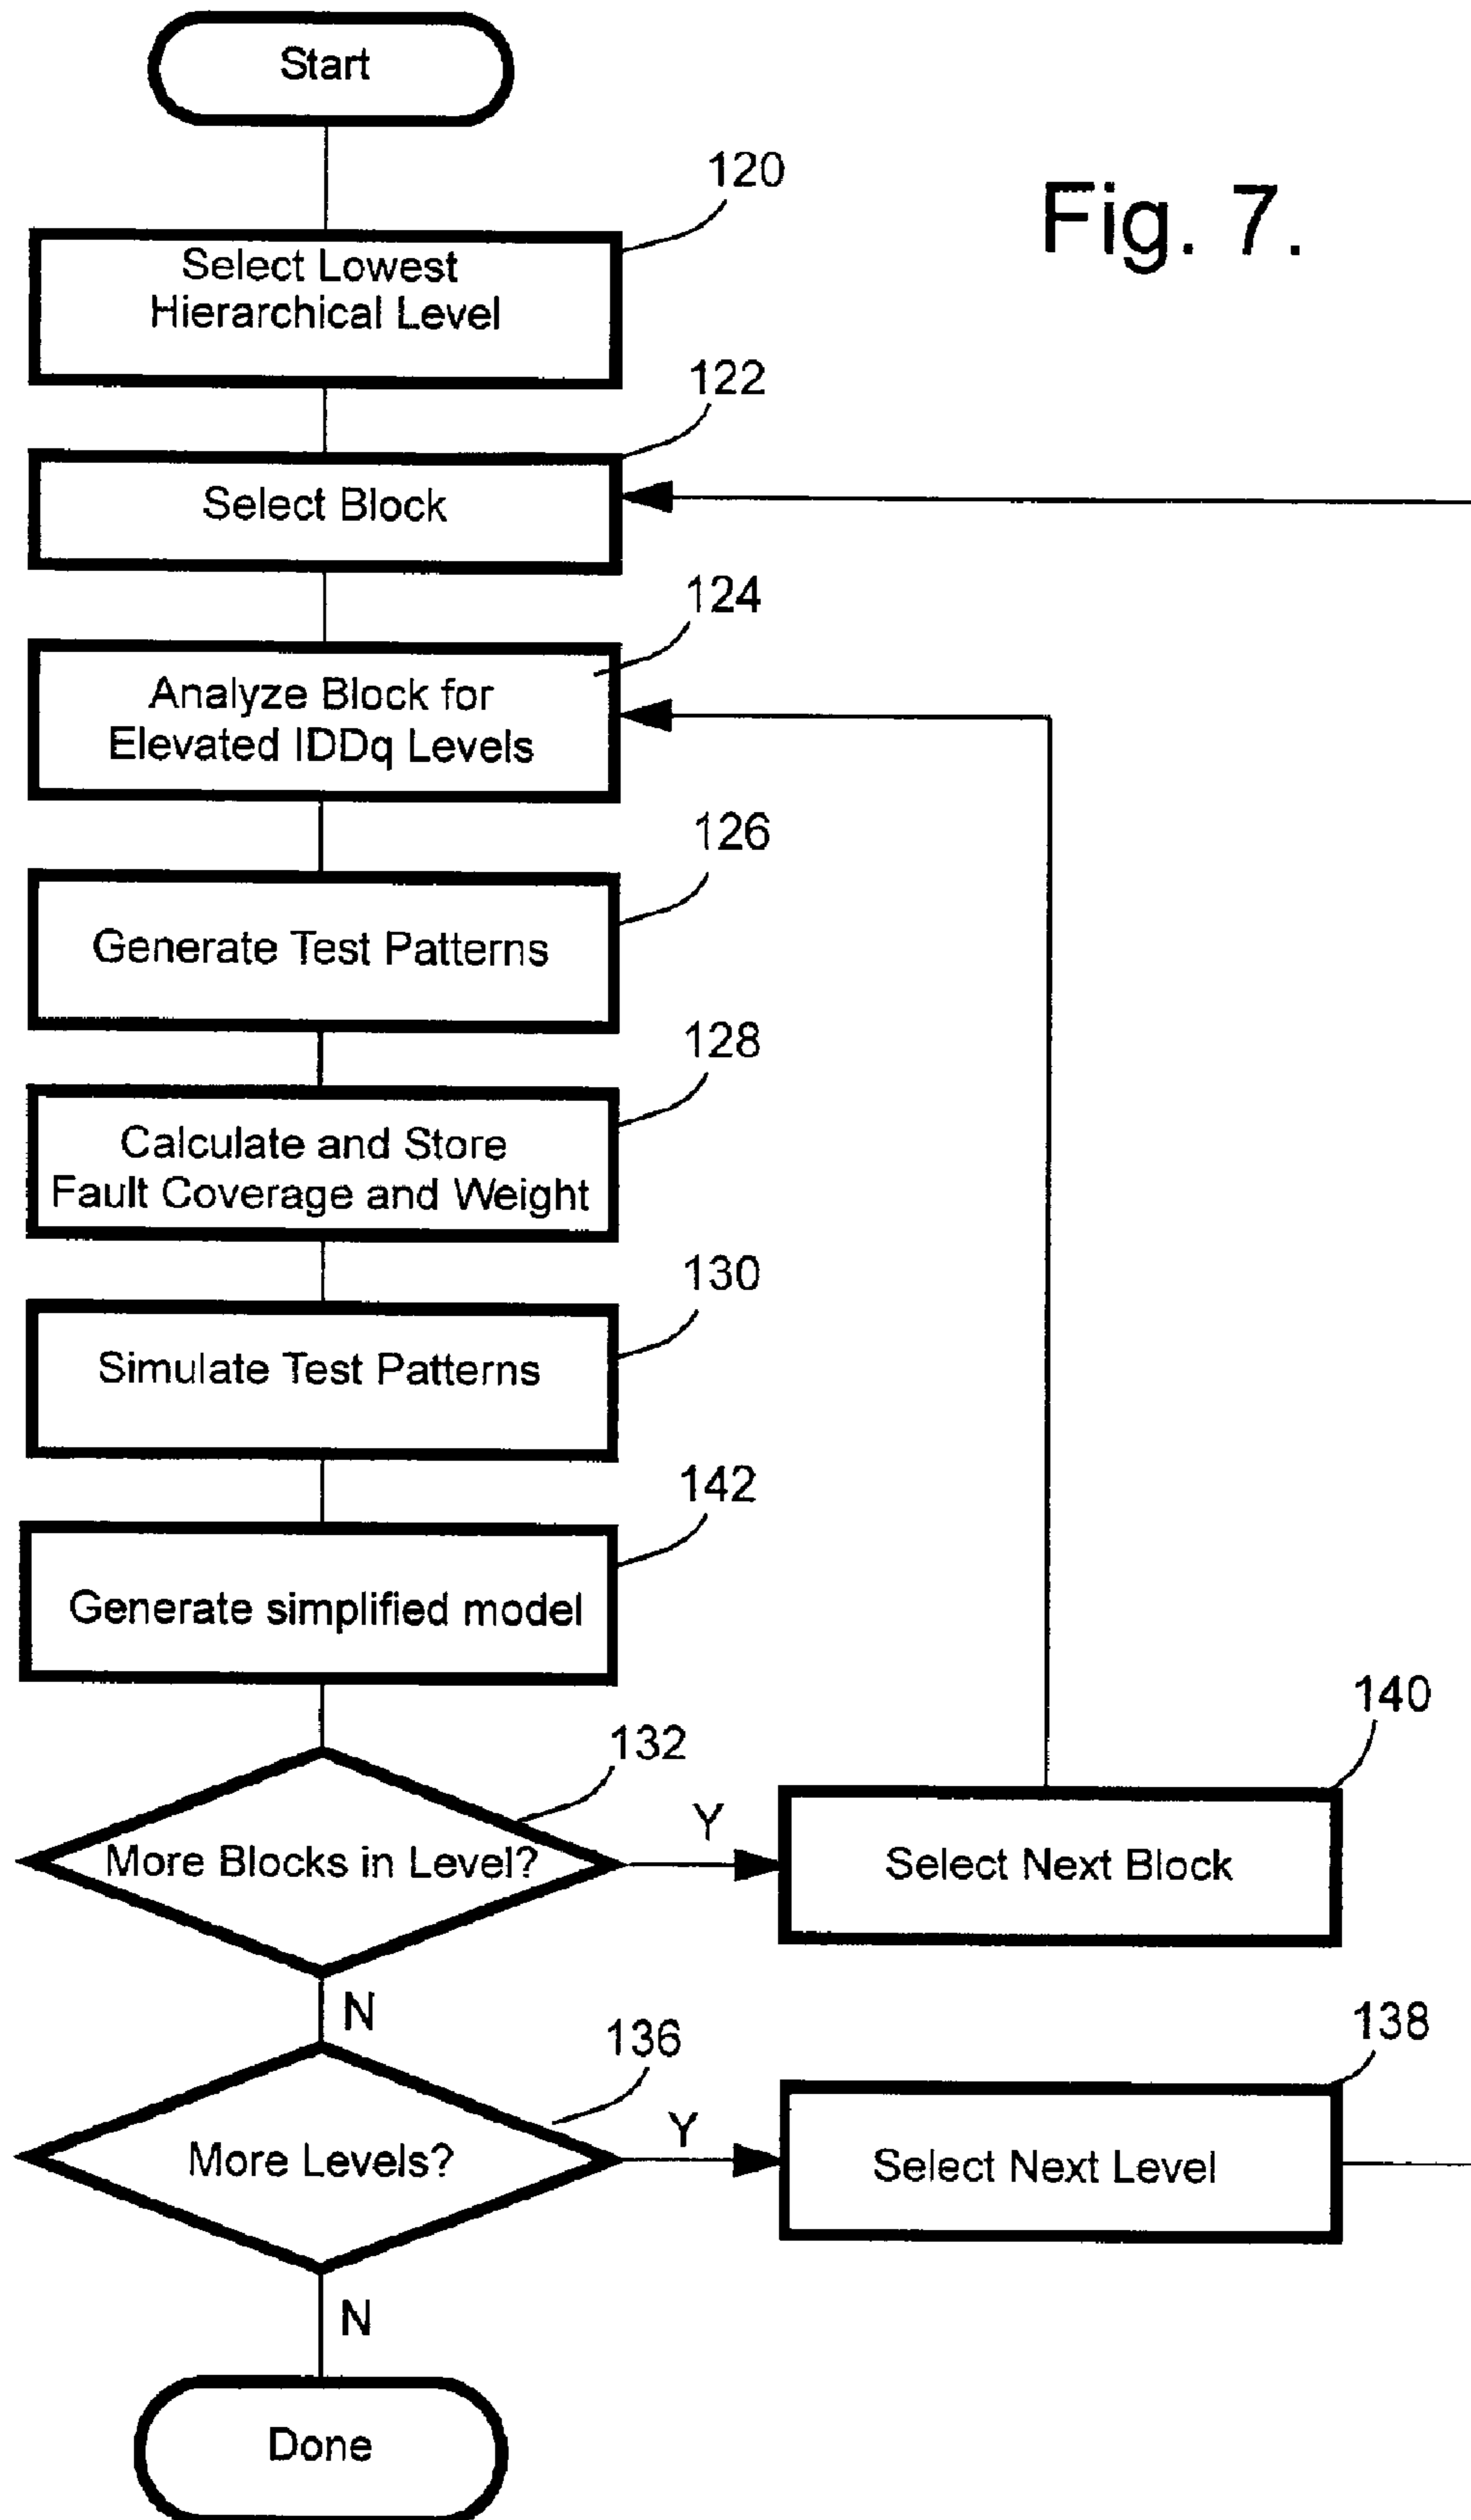 Start
120
Fig. 7.
Select Lowest
Hierarchical Level
122
Select Block
124
Analyze Block for
Elevated IDDq Levels
126
Generate Test Patterns
128
Calculate and Store
Fault Coverage and Weight
130
Simulate Test Patterns
142
Generate simplified model
140
132
Y
More Blocks in Level?
Select Next Block
N
138
136
Y
More Levels?
Select Next Level
N
Done